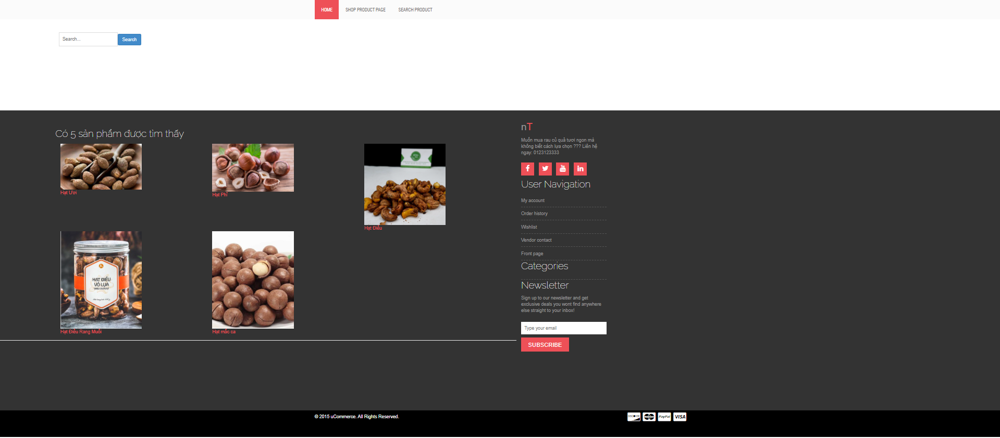 HOME SHOP PRODUCT PAGE SEARCH PRODUCT
Search... Search
Có 5 sản phẩm được tìm thấy
Hạt Ươi
Hạt Phỉ
Hạt Điều
HẠT ĐIỀU
VỎ LỤA
Hạt Điều Rang Muối
Hạt mắc ca
nT
Muốn mua rau củ quả tươi ngon mà
không biết cách lựa chọn ??? Liên hệ
ngay: 0123123333
You
Tube
User Navigation
My account
Order history
Wishlist
Vendor contact
Front page
Categories
Newsletter
Sign up to our newsletter and get
exclusive deals you wont find anywhere
else straight to your inbox!
Type your email
SUBSCRIBE
© 2015 uCommerce. All Rights Reserved.
DISCOVER MasterCard PayPal VISA